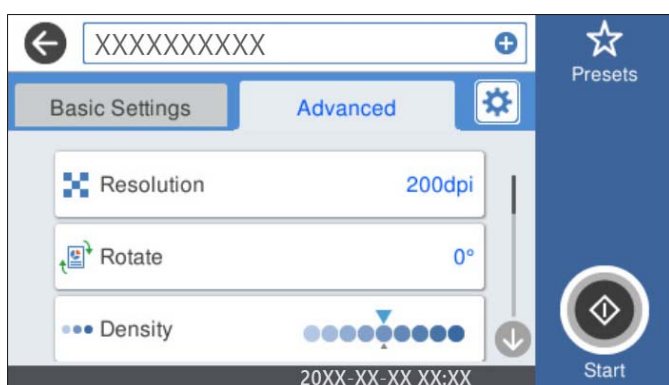 XXXXXXXXXX
Presets
Basic Settings
Advanced
Resolution 200dpi
Rotate 0°
Density
20XX-XX-XX XX:XX
Start